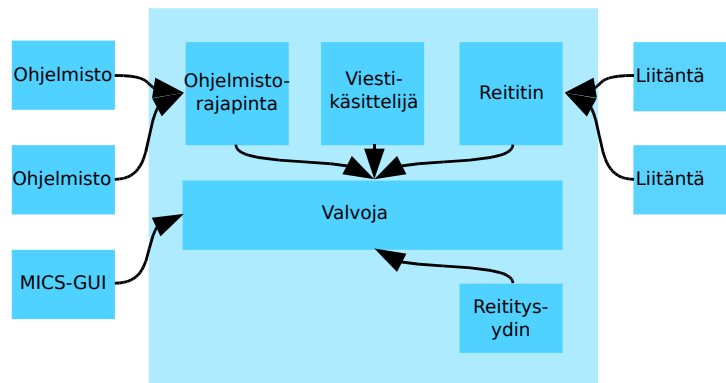 Ohjelmisto
Ohjelmisto-
rajapinta
Viesti-
käsittelijä
Reititin
Liitäntä
Ohjelmisto
Liitäntä
Valvoja
MICS-GUI
Reititys-
ydin